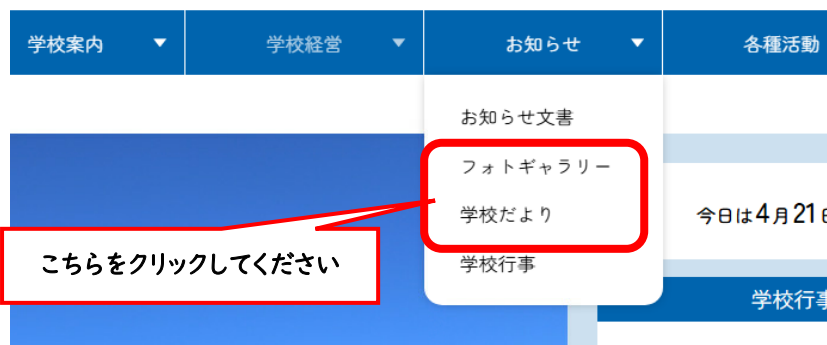 学校案内 ▼ 学校経営 ▼ お知らせ ▼ 各種活動
お知らせ文書
フォトギャラリー
学校だより
学校行事
こちらをクリックしてください
今日は4月21日
学校行事